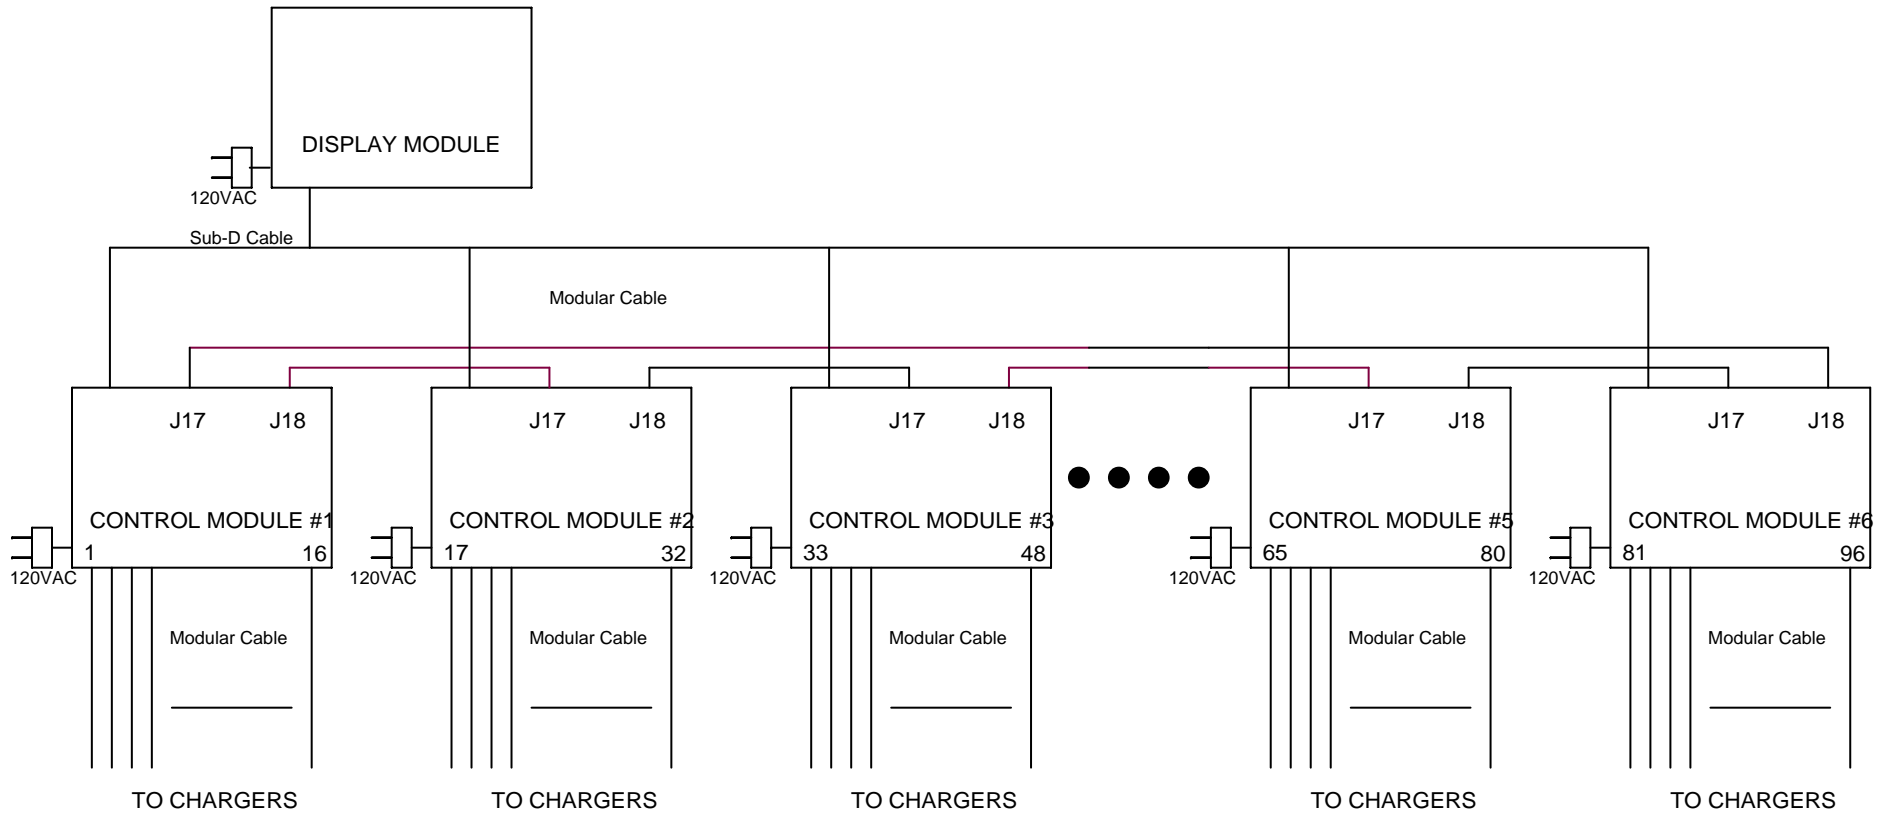 DISPLAY MODULE
120VAC
Sub-D Cable
Modular Cable
J17 J18 J17 J18 J17 J18 J17 J18 J17 J18
CONTROL MODULE #1 CONTROL MODULE #2 CONTROL MODULE #3 CONTROL MODULE #5 CONTROL MODULE #6
1 16 17 32 33 48 65 80 81 96
120VAC 120VAC 120VAC 120VAC 120VAC
Modular Cable Modular Cable Modular Cable Modular Cable Modular Cable
TO CHARGERS TO CHARGERS TO CHARGERS TO CHARGERS TO CHARGERS